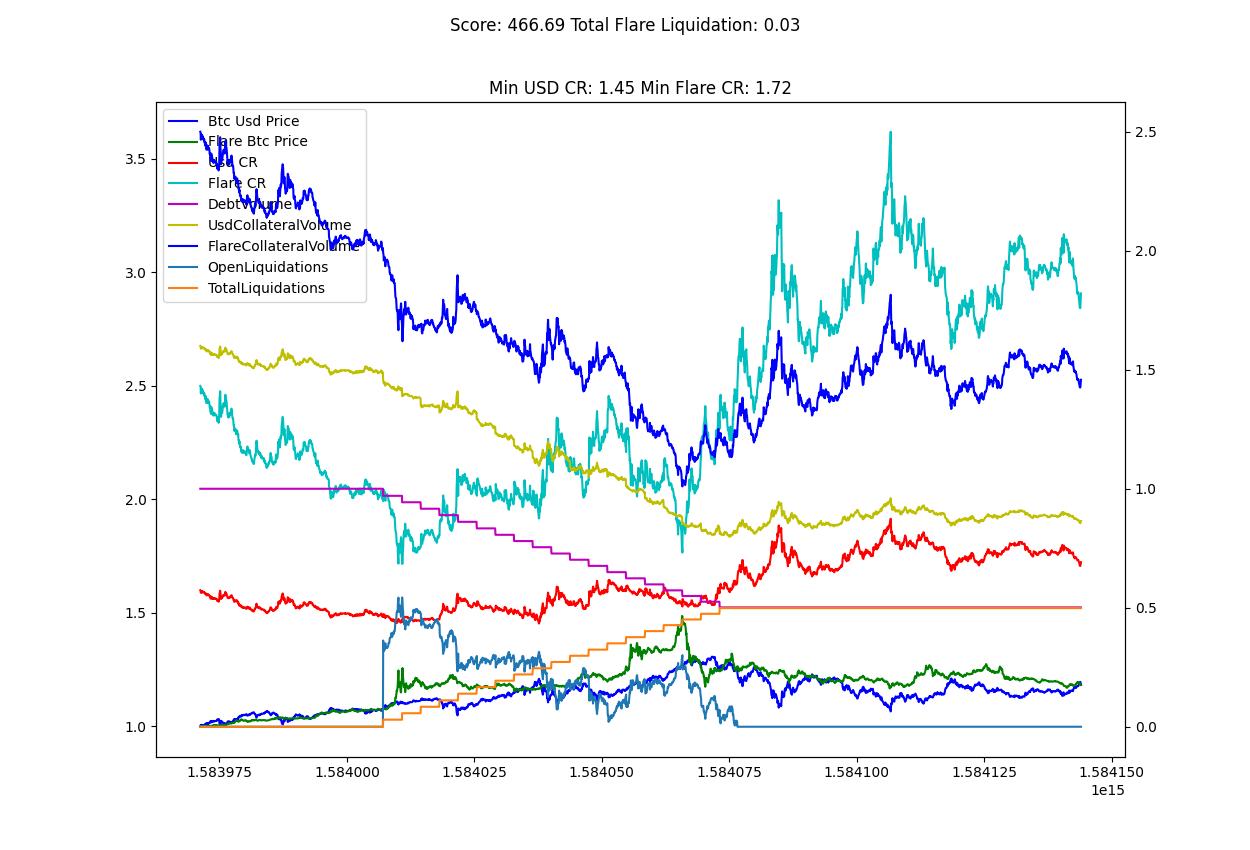 Score: 466.69 Total Flare Liquidation: 0.03
Min USD CR: 1.45 Min Flare CR: 1.72
Btc Usd Price
Flare Btc Price
Usd CR
Flare CR
DebtVolume
UsdCollateralVolume
FlareCollateralVolume
OpenLiquidations
TotalLiquidations
3.5
3.0
2.5
2.0
1.5
1.0
2.5
2.0
1.5
1.0
0.5
0.0
1.583975 1.584000 1.584025 1.584050 1.584075 1.584100 1.584125 1.584150
1e15